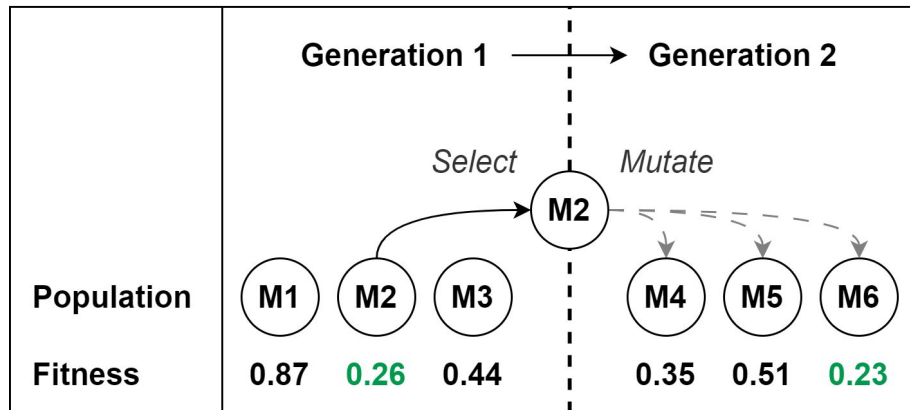 Generation 1 Generation 2
Select Mutate
M2
Population M1 M2 M3 M4 M5 M6
Fitness 0.87 0.26 0.44 0.35 0.51 0.23